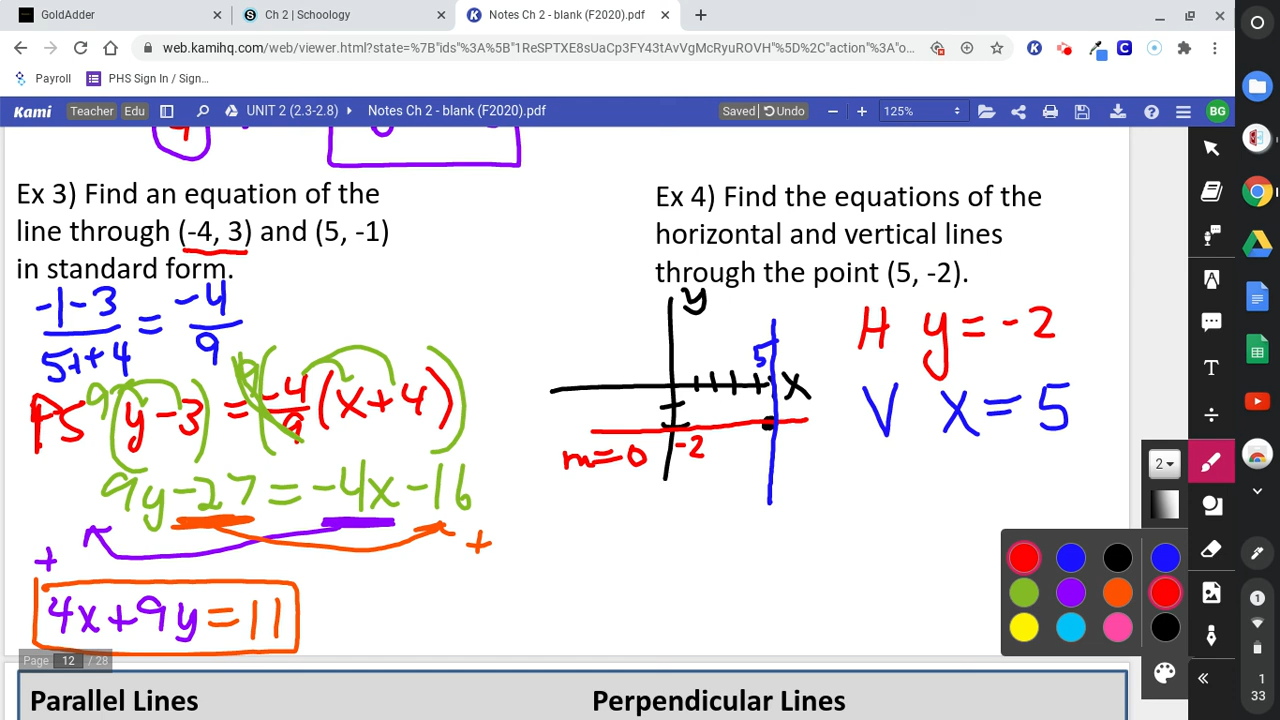 GoldAdder
Ch 2 | Schoology
Notes Ch 2 - blank (F2020).pdf
web.kamihq.com/web/viewer.html?state=%7B"ids"%3A%5B"1ReSPTXE8sUaCp3FY43tAvVgMcRyuROVH"%5D%2C"action"%3A"o...
Payroll
PHS Sign In / Sign...
Kami Teacher Edu UNIT 2 (2.3-2.8) Notes Ch 2 - blank (F2020).pdf Saved Undo 125% BG
Ex 3) Find an equation of the
line through (-4, 3) and (5, -1)
in standard form.
-1-3 = -4
5++4 9
PS 9(y-3) = (-4/9(x+4))
9y-27 = -4x-16
+ +
4x+9y=11
Ex 4) Find the equations of the
horizontal and vertical lines
through the point (5, -2).
y
5
x
m=0 -2
H y=-2
V x=5
2
Page 12 / 28
Parallel Lines
Perpendicular Lines
1
1
33